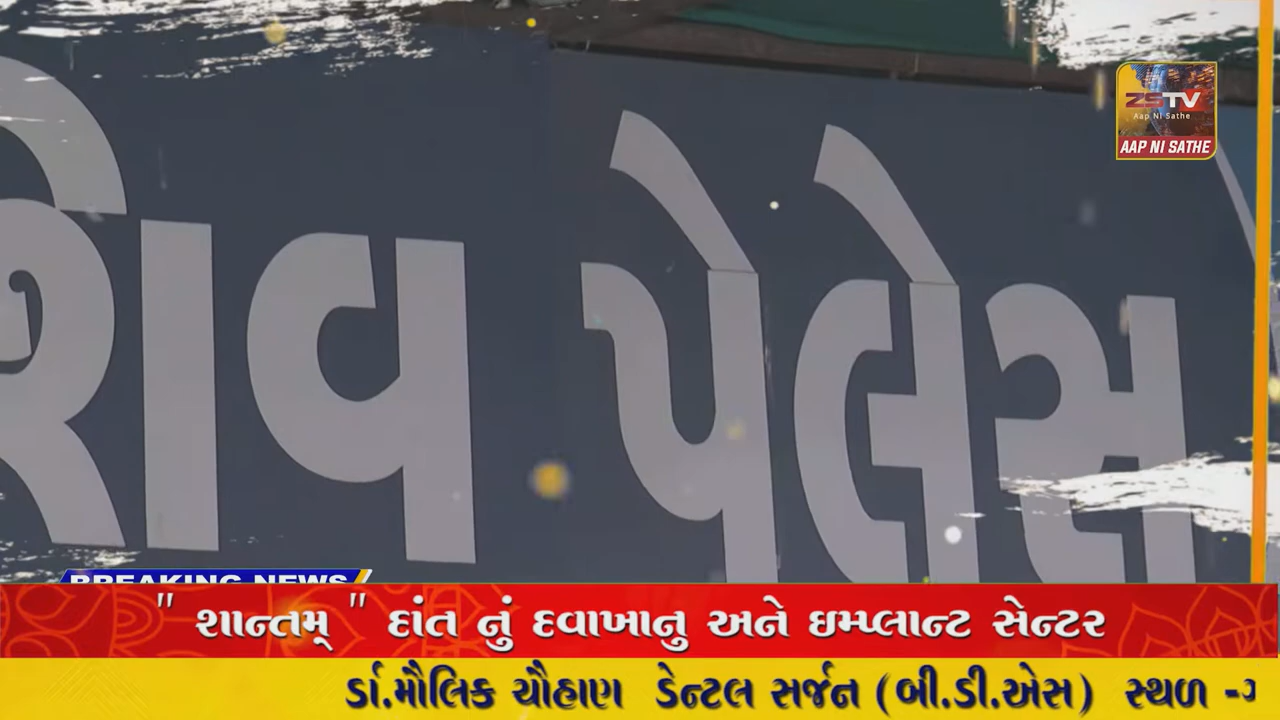 શિવ પેલેસ
ZSTV
Aap Ni Sathe
AAP NI SATHE
BREAKING NEWS
" શાન્તમ્ " દાંત નું દવાખાનુ અને ઇમ્પ્લાન્ટ સેન્ટર
ર્ડા.મૌલિક ચૌહાણ ડેન્ટલ સર્જન (બી.ડી.એસ) સ્થળ -